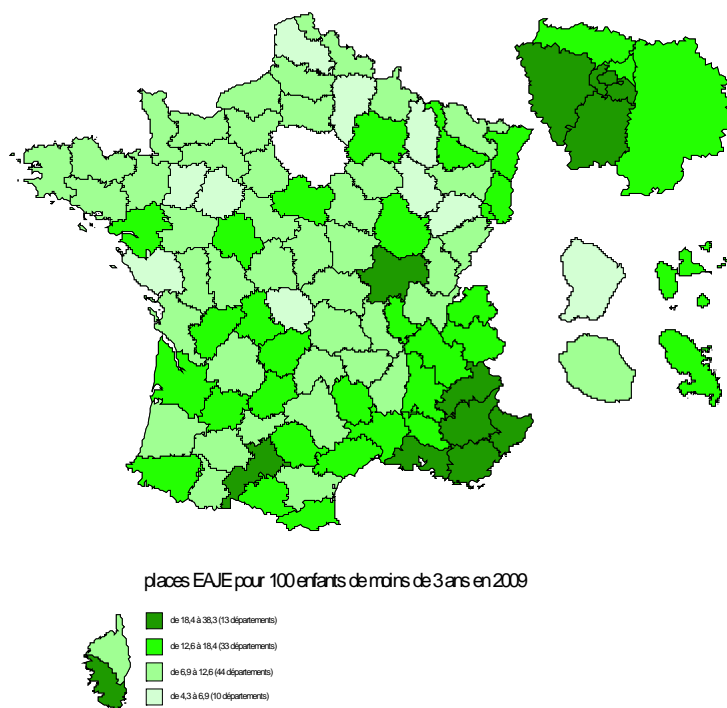 places EAJE pour 100 enfants de moins de 3 ans en 2009
de 18,4 à 38,3 (13 départements)
de 12,6 à 18,4 (33 départements)
de 6,9 à 12,6 (44 départements)
de 4,3 à 6,9 (10 départements)